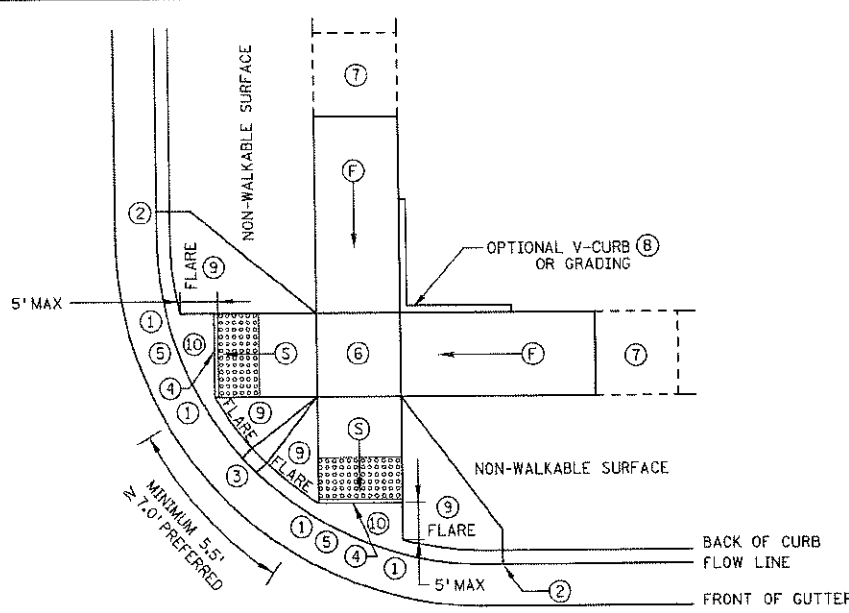 7
NON-WALKABLE SURFACE
F
2
OPTIONAL V-CURB 8
OR GRADING
FLARE
9
5' MAX
1
10
S
6
F
7
5
4
1
9
FLARE
S
9
FLARE
3
NON-WALKABLE SURFACE
MINIMUM 5.5'
≥ 7.0' PREFERRED
9
FLARE
1
5
10
4
1
5' MAX
2
BACK OF CURB
FLOW LINE
FRONT OF GUTTER